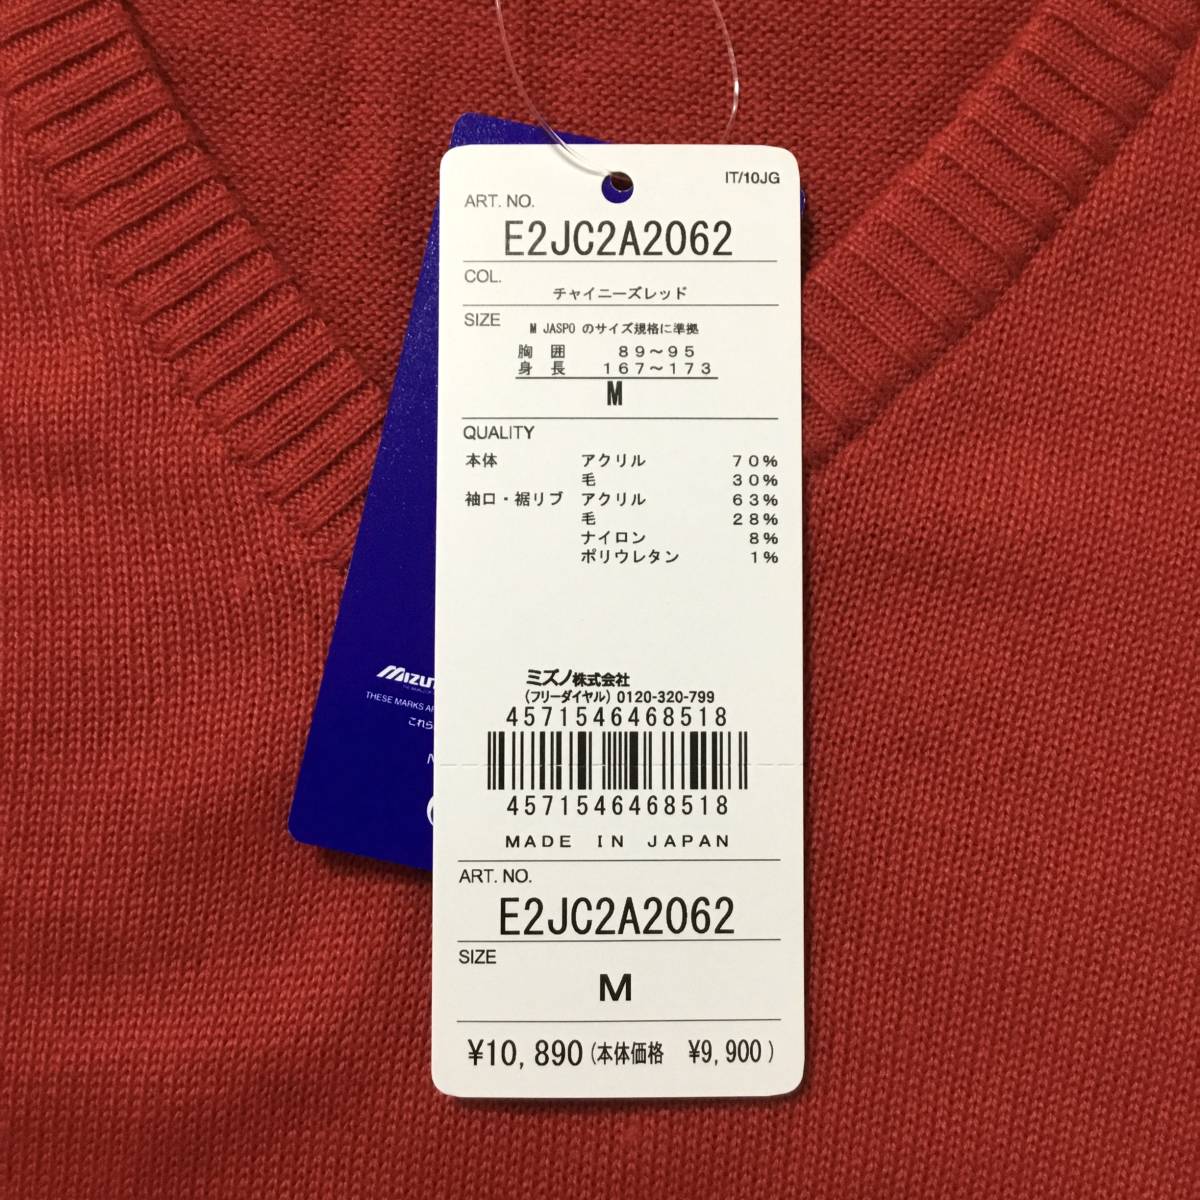 IT/10JG
ART. NO.
E2JC2A2062
COL.
チャイニーズレッド
SIZE
M JASPO のサイズ規格に準拠
胸 囲 89～95
身 長 167～173
M
QUALITY
本体 アクリル 70%
毛 30%
袖口・裾リブ アクリル 63%
毛 28%
ナイロン 8%
ポリウレタン 1%
ミズノ株式会社
(フリーダイヤル) 0120-320-799
4571546468518
4571546468518
MADE IN JAPAN
ART. NO.
E2JC2A2062
SIZE
M
¥10,890 (本体価格 ¥9,900)
THESE MARKS
これら